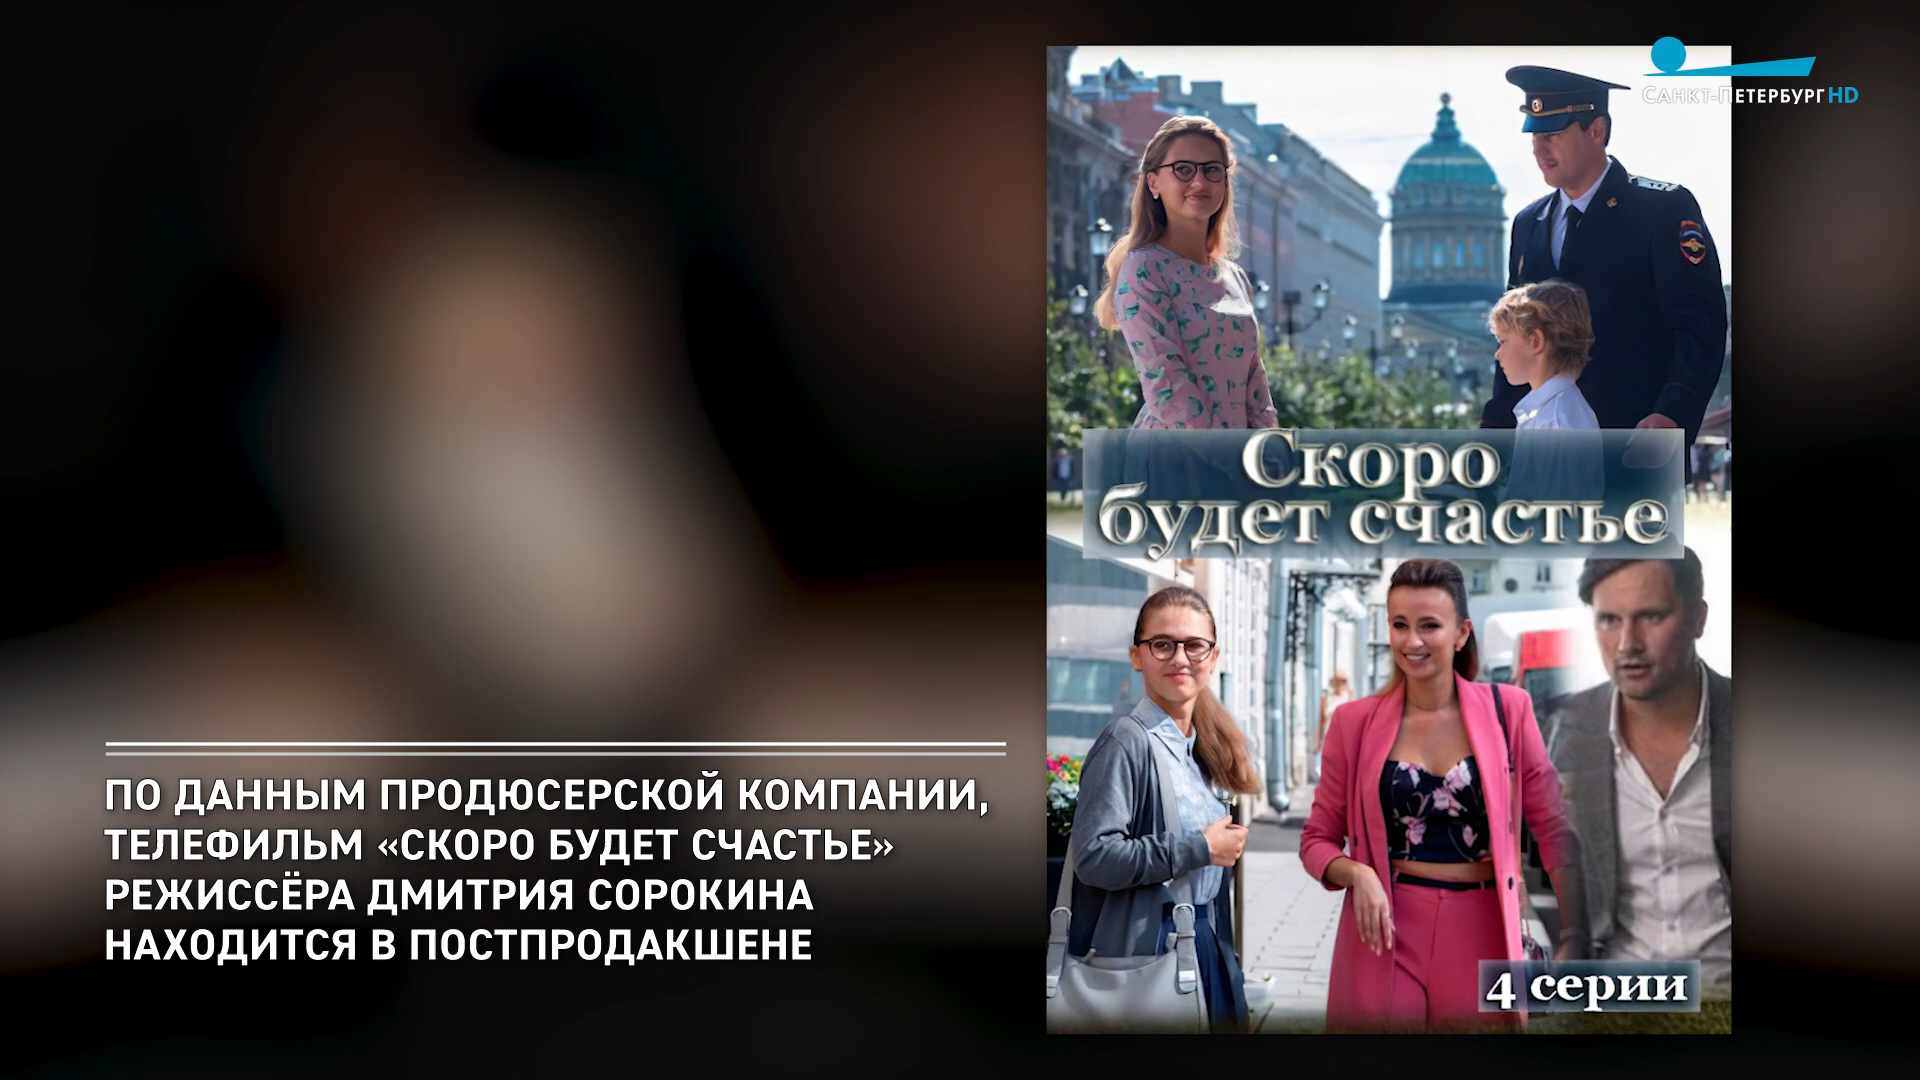 САНКТ-ПЕТЕРБУРГ HD
Скоро
будет счастье
4 серии
ПО ДАННЫМ ПРОДЮСЕРСКОЙ КОМПАНИИ,
ТЕЛЕФИЛЬМ «СКОРО БУДЕТ СЧАСТЬЕ»
РЕЖИССЁРА ДМИТРИЯ СОРОКИНА
НАХОДИТСЯ В ПОСТПРОДАКШЕНЕ